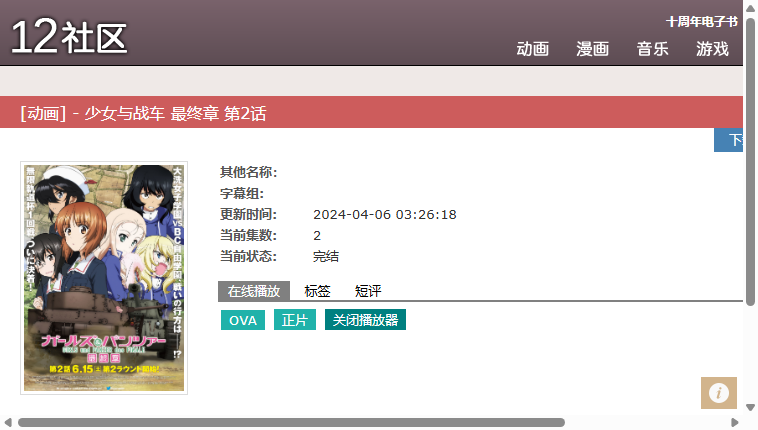 十周年电子书
12社区
动画 漫画 音乐 游戏
[动画] - 少女与战车 最终章 第2话
其他名称:
字幕组:
更新时间: 2024-04-06 03:26:18
当前集数: 2
当前状态: 完结
在线播放 标签 短评
OVA 正片 关闭播放器
無限軌道杯1回戦、ついに決着!
大洗女子学園vsBC自由学園、戦いの行方は――!?
ガールズ&パンツァー
GIRLS und PANZER das FINALE
最終章
第2話 6.15 土 第2ラウンド開始!